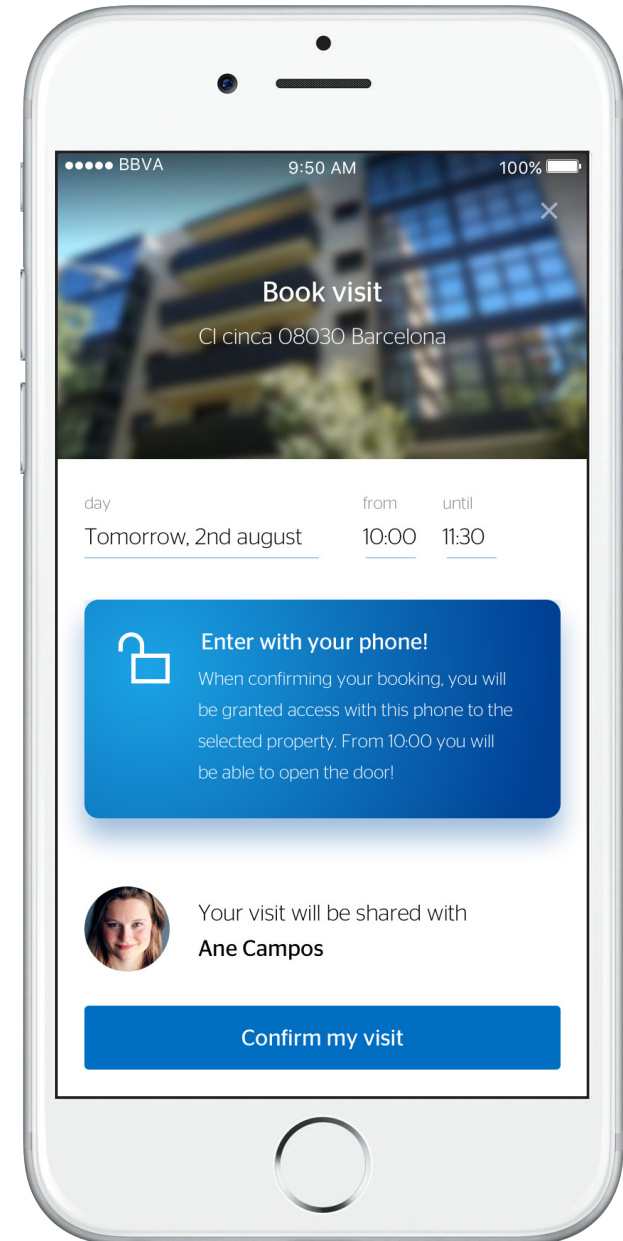 ●●●●● BBVA 9:50 AM 100%
Book visit
Cl cinca 08030 Barcelona
day from until
Tomorrow, 2nd august 10:00 11:30
Enter with your phone!
When confirming your booking, you will
be granted access with this phone to the
selected property. From 10:00 you will
be able to open the door!
Your visit will be shared with
Ane Campos
Confirm my visit